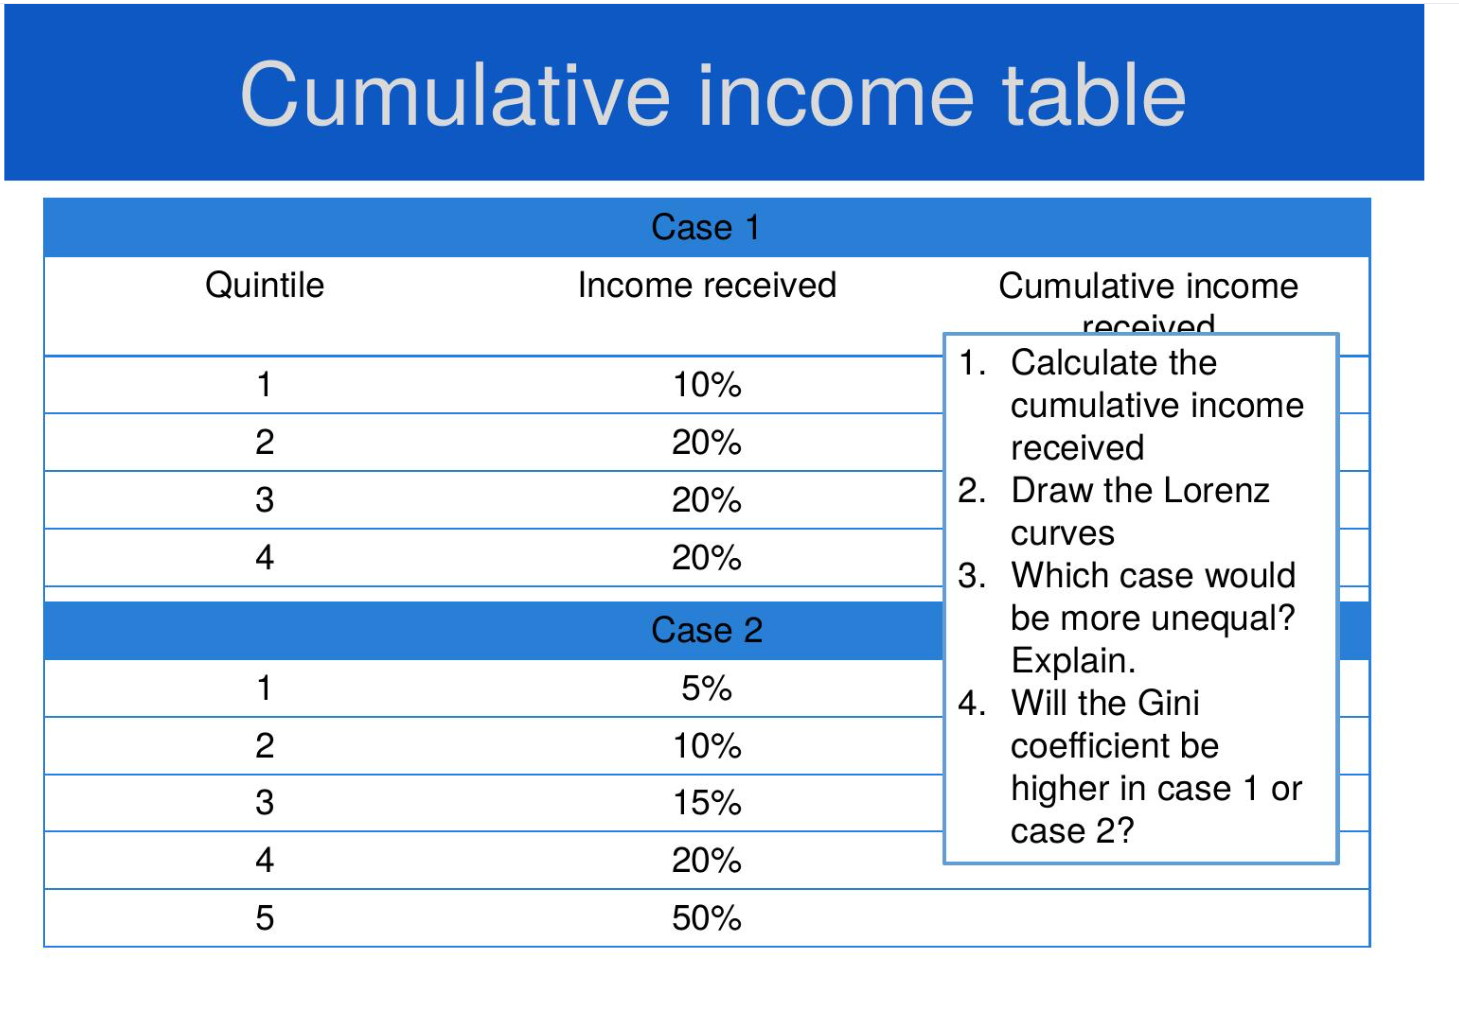 Cumulative income table
Case 1
Quintile Income received Cumulative income
received
1 10%
2 20%
3 20%
4 20%
Case 2
1 5%
2 10%
3 15%
4 20%
5 50%
1. Calculate the
cumulative income
received
2. Draw the Lorenz
curves
3. Which case would
be more unequal?
Explain.
4. Will the Gini
coefficient be
higher in case 1 or
case 2?